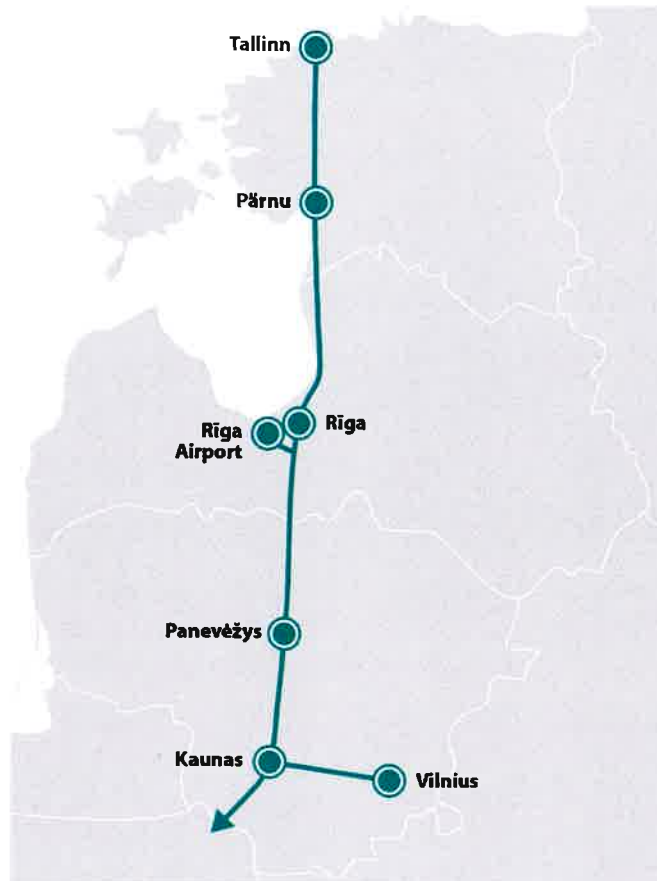 Tallinn
Pärnu
Rīga
Rīga
Airport
Panevėžys
Kaunas
Vilnius